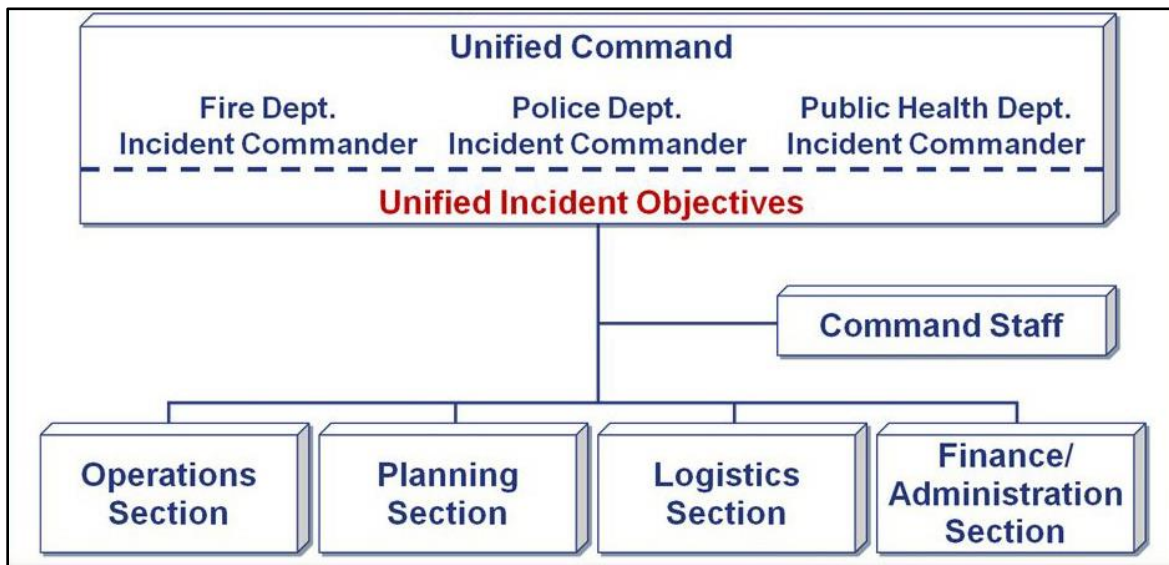 Unified Command
Fire Dept.
Incident Commander
Police Dept.
Incident Commander
Public Health Dept.
Incident Commander
Unified Incident Objectives
Command Staff
Operations
Section
Planning
Section
Logistics
Section
Finance/
Administration
Section